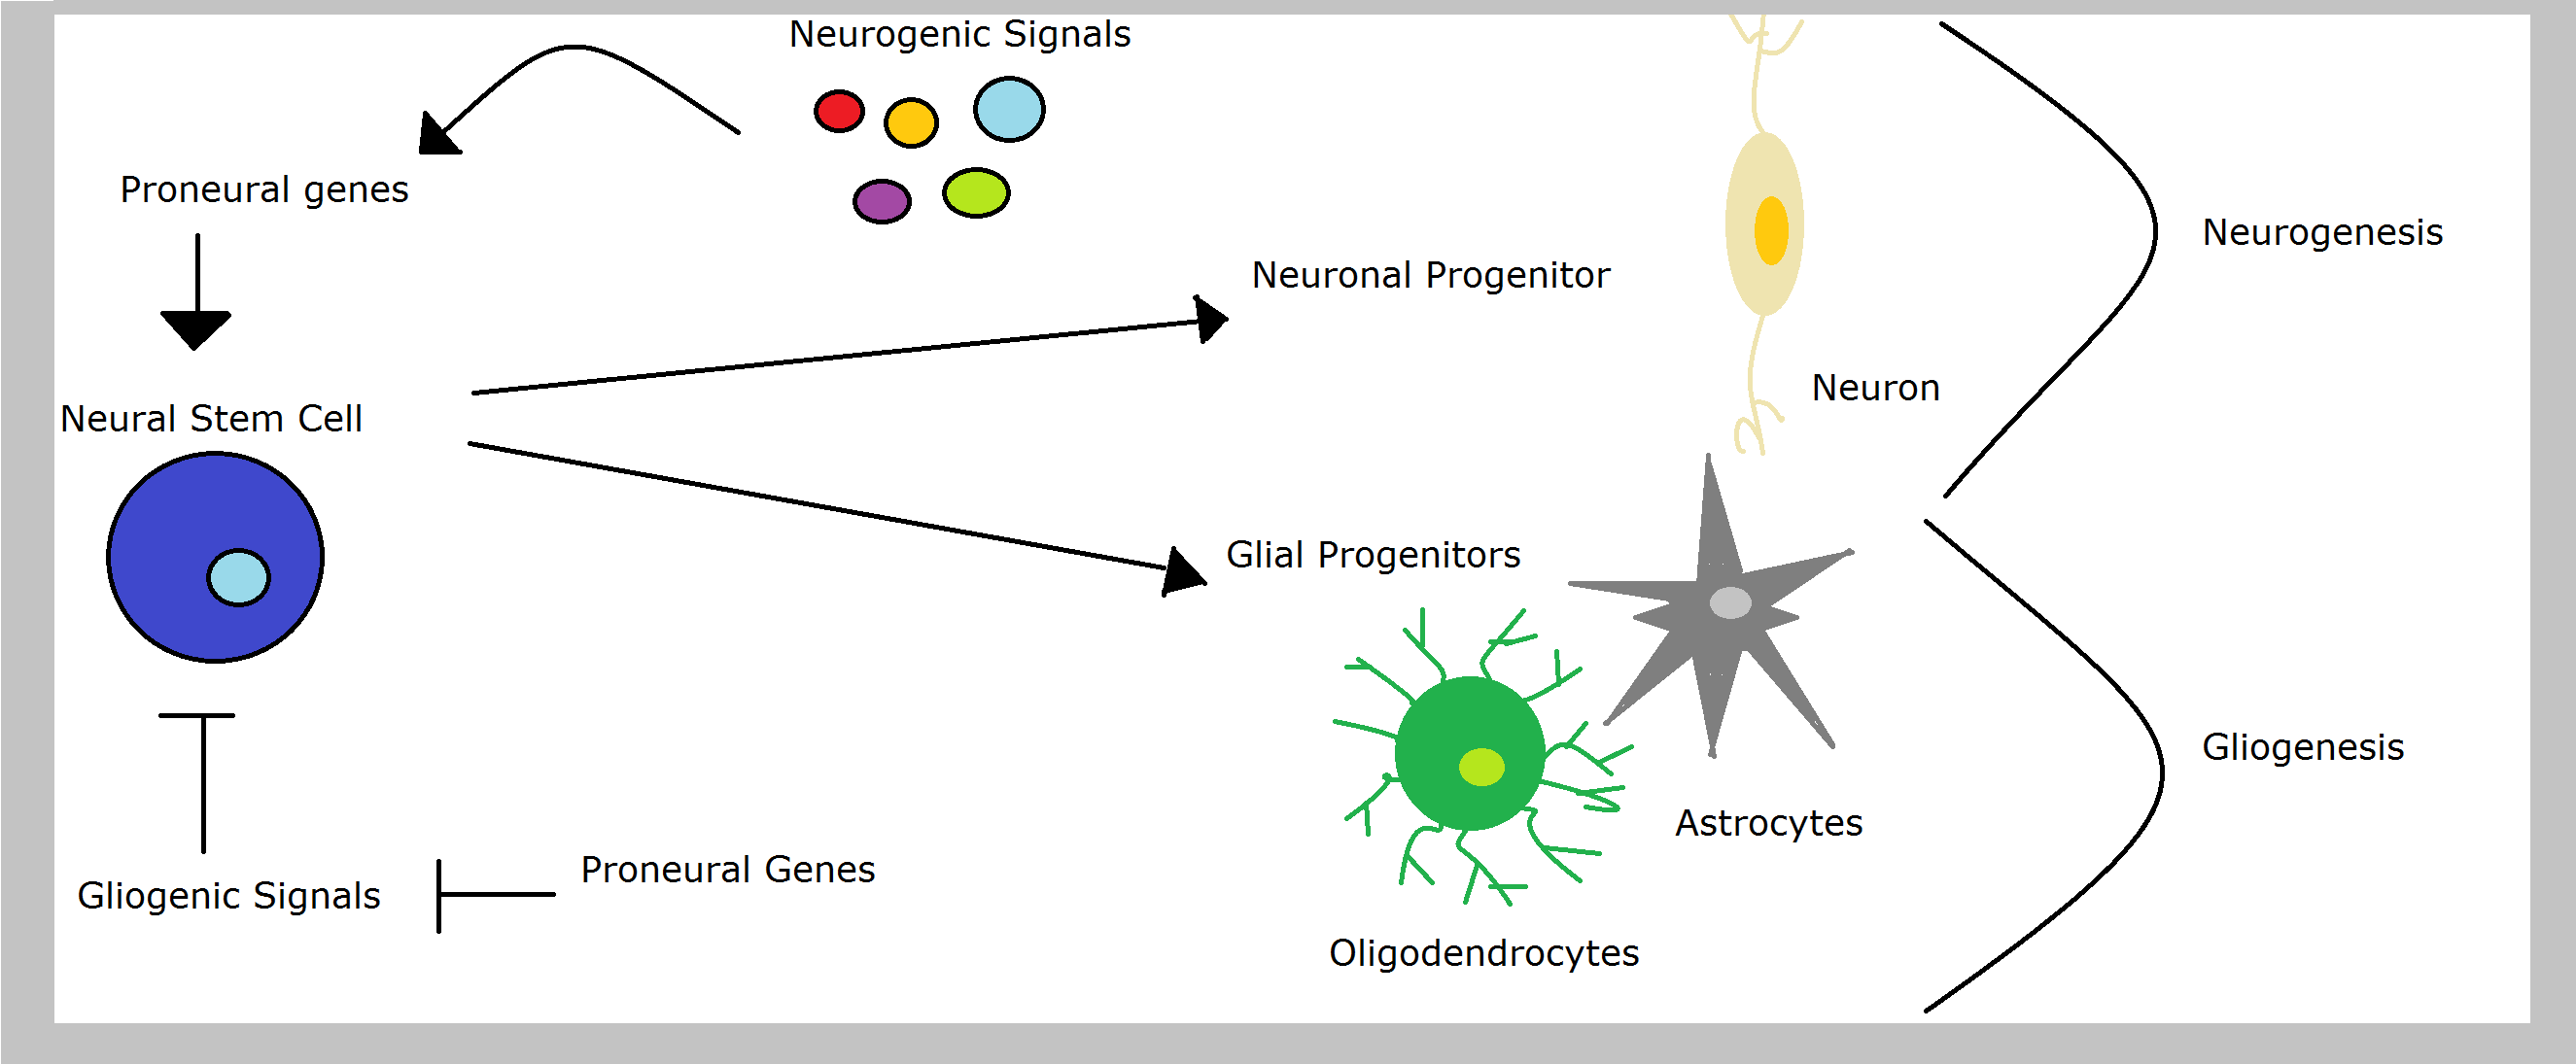 Neurogenic Signals
Proneural genes
Neurogenesis
Neuronal Progenitor
Neuron
Neural Stem Cell
Glial Progenitors
Gliogenesis
Astrocytes
Proneural Genes
Gliogenic Signals
Oligodendrocytes